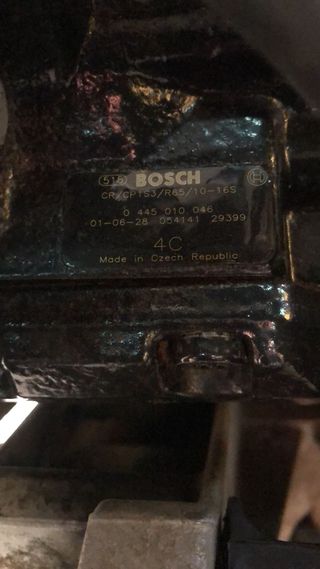 518 BOSCH
CR/CP1S3/R65/10-16S
0 445 010 046
01-06-28 054141 29399
4C
Made in Czech Republic